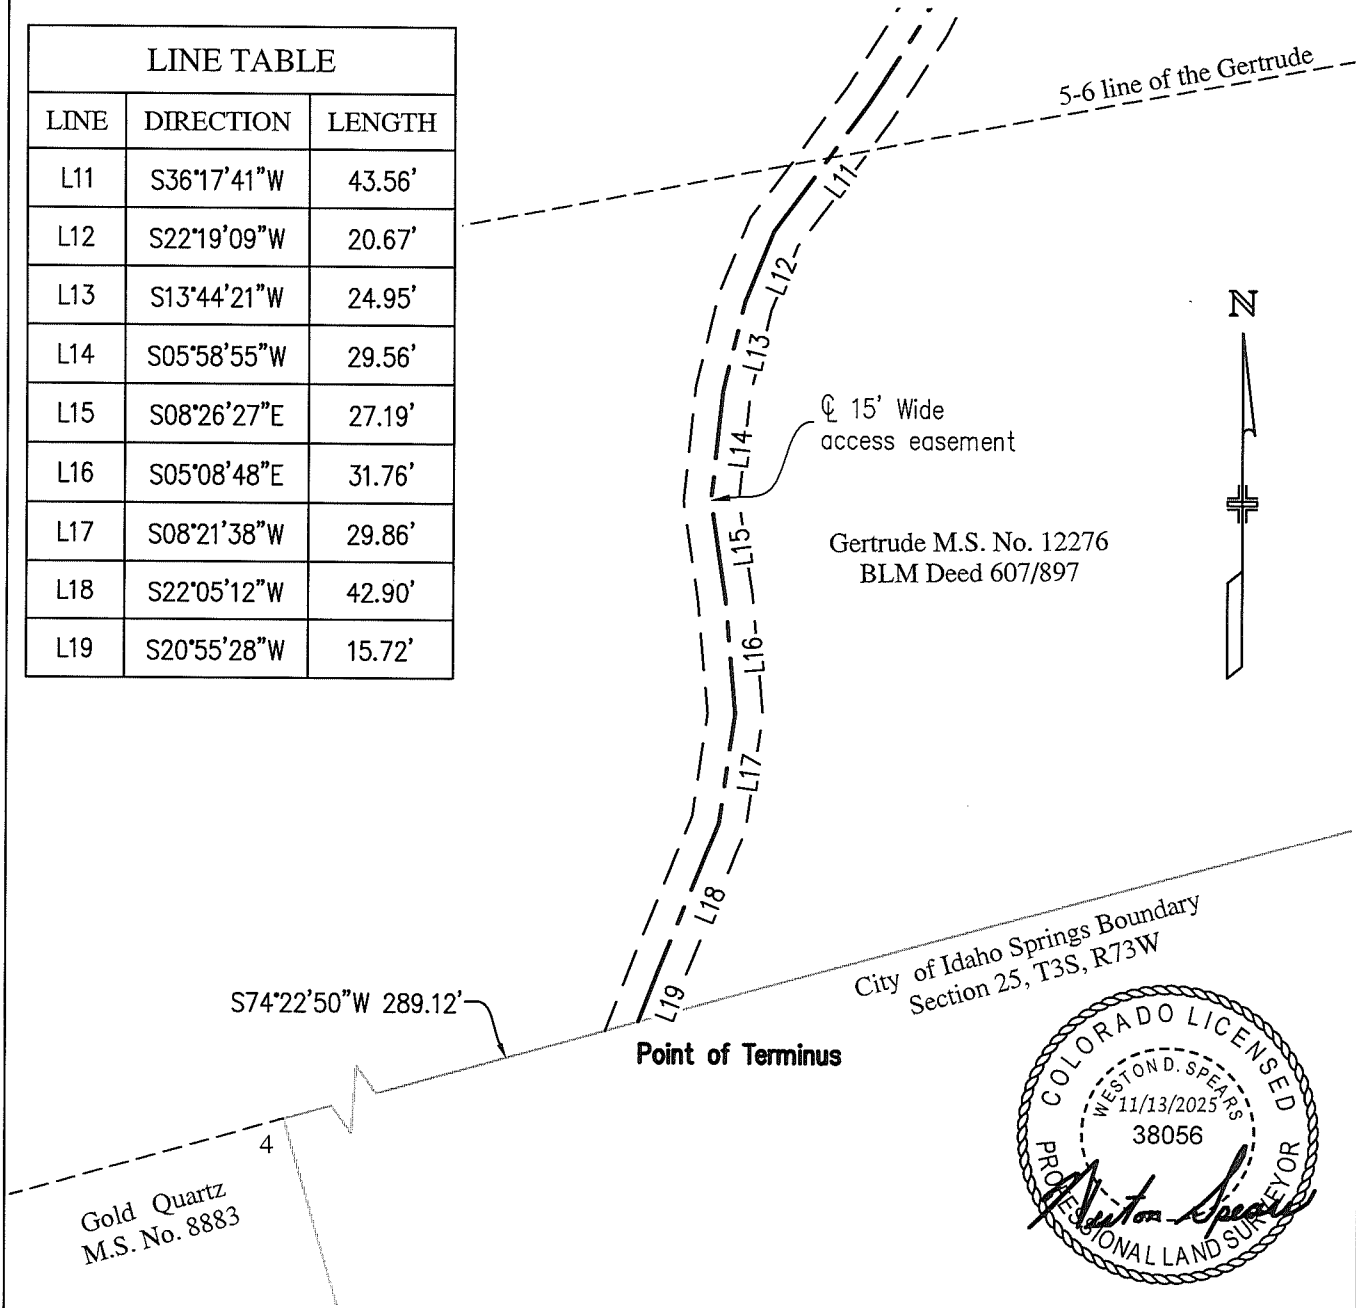 LINE TABLE
LINE DIRECTION LENGTH
L11 S36°17'41"W 43.56'
L12 S22°19'09"W 20.67'
L13 S13°44'21"W 24.95'
L14 S05°58'55"W 29.56'
L15 S08°26'27"E 27.19'
L16 S05°08'48"E 31.76'
L17 S08°21'38"W 29.86'
L18 S22°05'12"W 42.90'
L19 S20°55'28"W 15.72'
5-6 line of the Gertrude
L11
L12
L13
L14
L15
L16
L17
L18
L19
℄ 15' Wide
access easement
N
Gertrude M.S. No. 12276
BLM Deed 607/897
City of Idaho Springs Boundary
Section 25, T3S, R73W
S74°22'50"W 289.12'
Point of Terminus
4
Gold Quartz
M.S. No. 8883
COLORADO LICENSED
WESTON D. SPEARS
11/13/2025
38056
Weston Spears
PROFESSIONAL LAND SURVEYOR